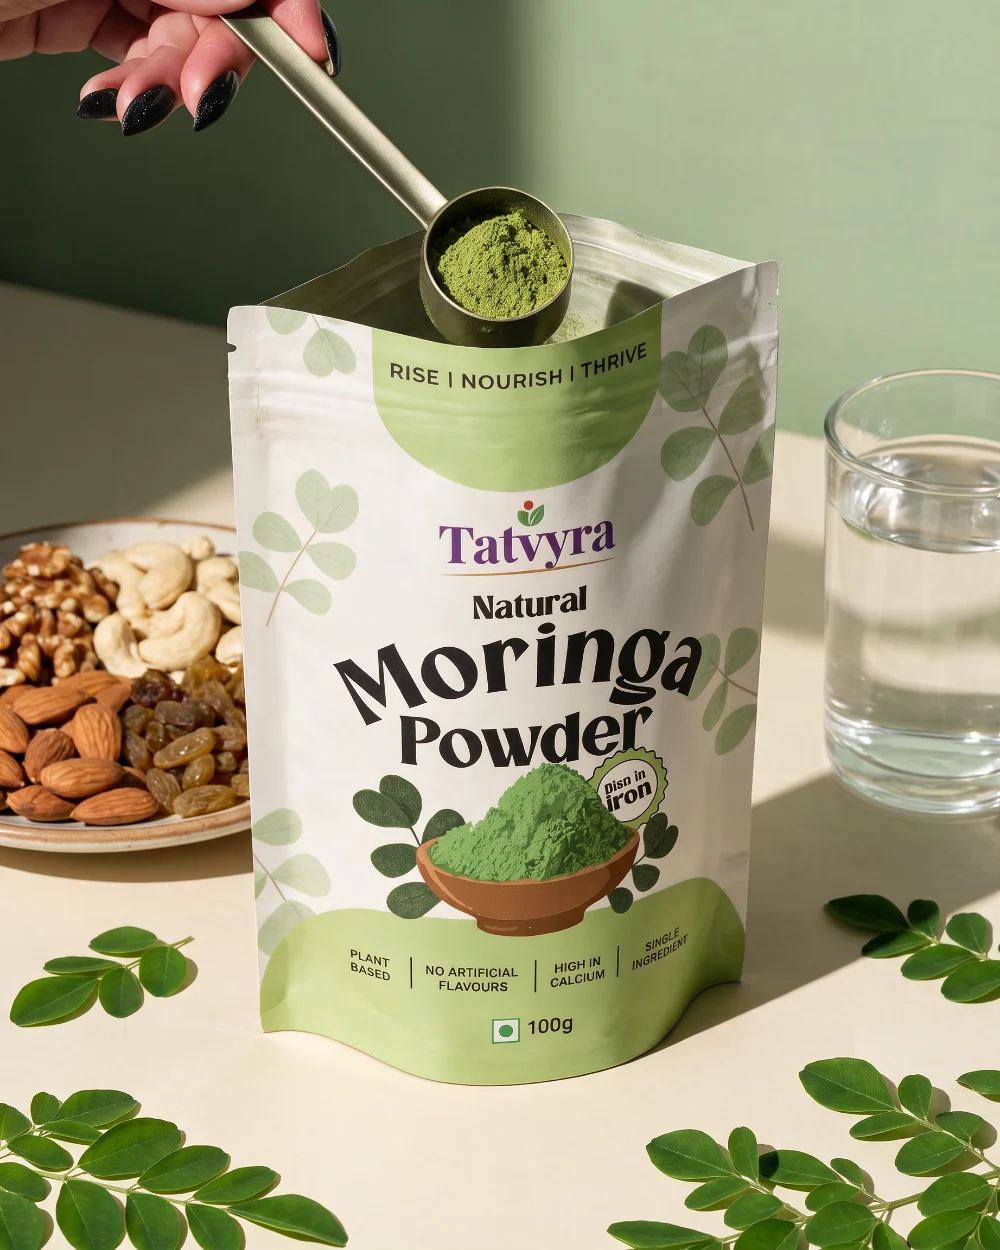 RISE | NOURISH | THRIVE
Tatvyra
Natural
Moringa
Powder
Disn in
iron
PLANT
BASED
NO ARTIFICIAL
FLAVOURS
HIGH IN
CALCIUM
SINGLE
INGREDIENT
100g